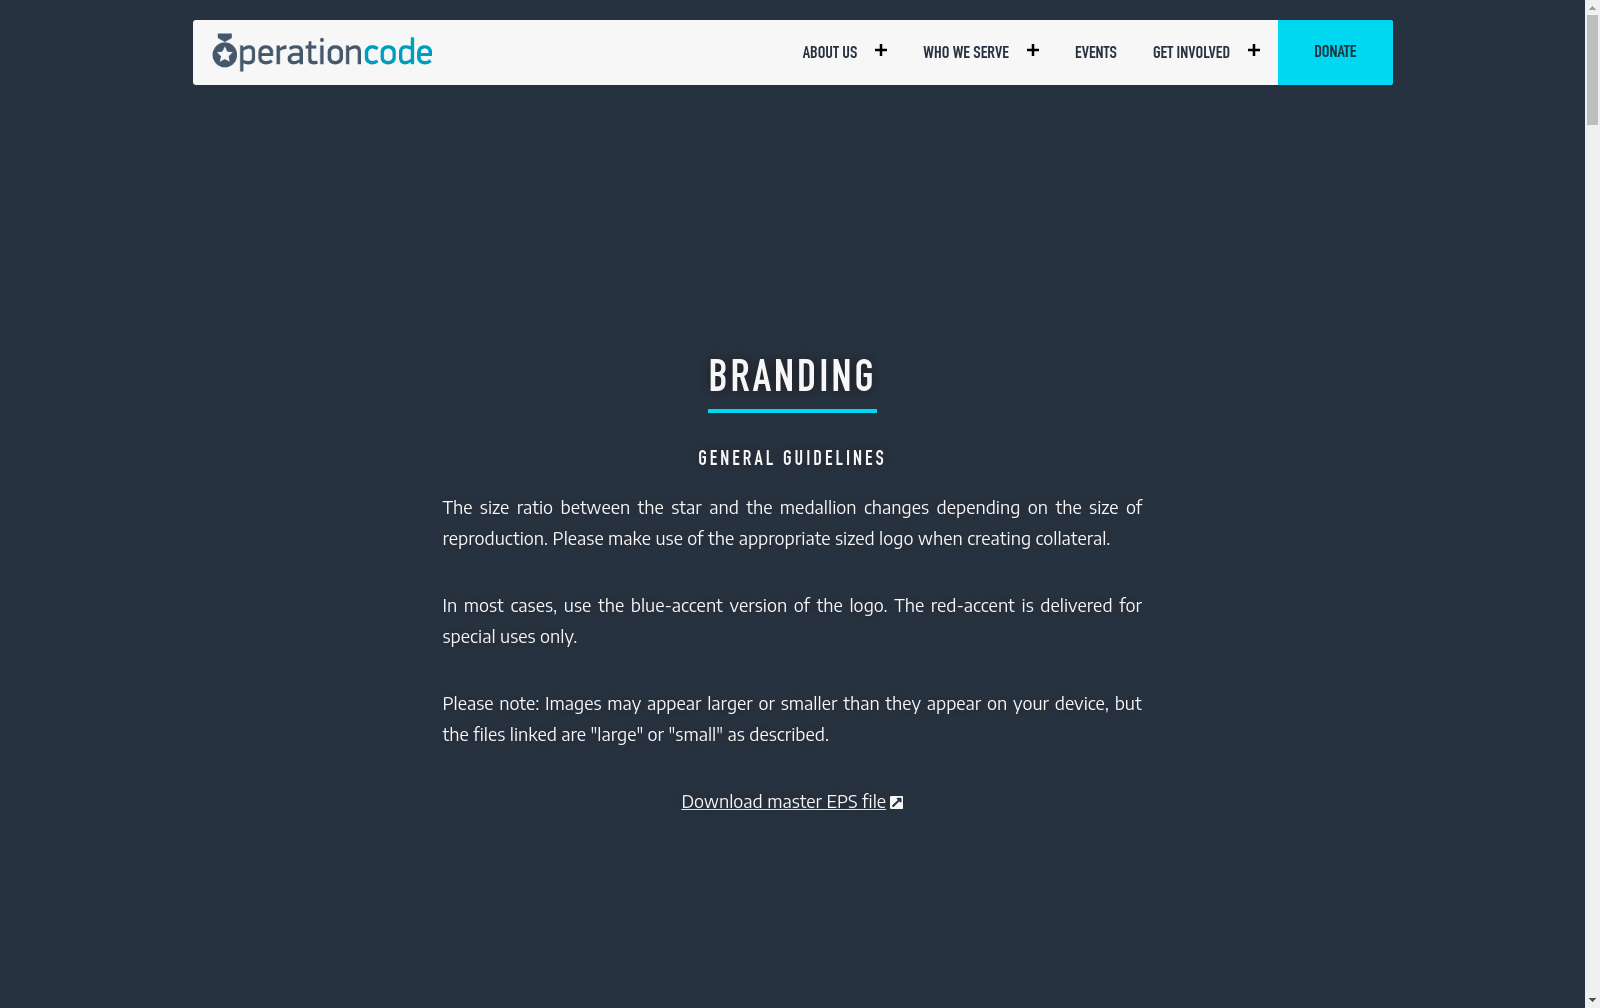 operationcode
ABOUT US
WHO WE SERVE
EVENTS
GET INVOLVED
DONATE
BRANDING
GENERAL GUIDELINES
The size ratio between the star and the medallion changes depending on the size of
reproduction. Please make use of the appropriate sized logo when creating collateral.
In most cases, use the blue-accent version of the logo. The red-accent is delivered for
special uses only.
Please note: Images may appear larger or smaller than they appear on your device, but
the files linked are "large" or "small" as described.
Download master EPS file